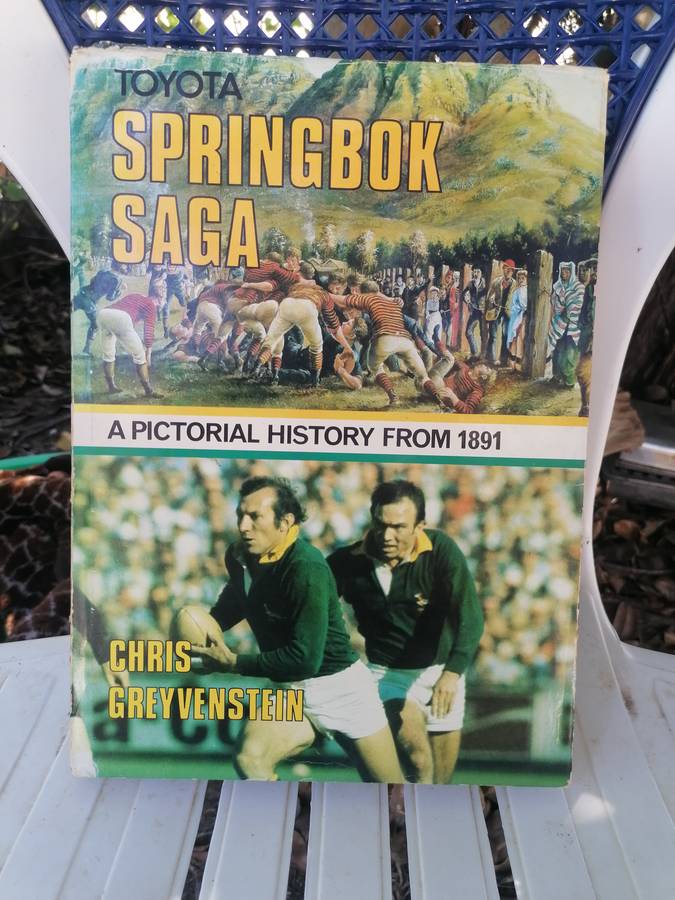 TOYOTA
SPRINGBOK
SAGA
A PICTORIAL HISTORY FROM 1891
CHRIS
GREYVENSTEIN